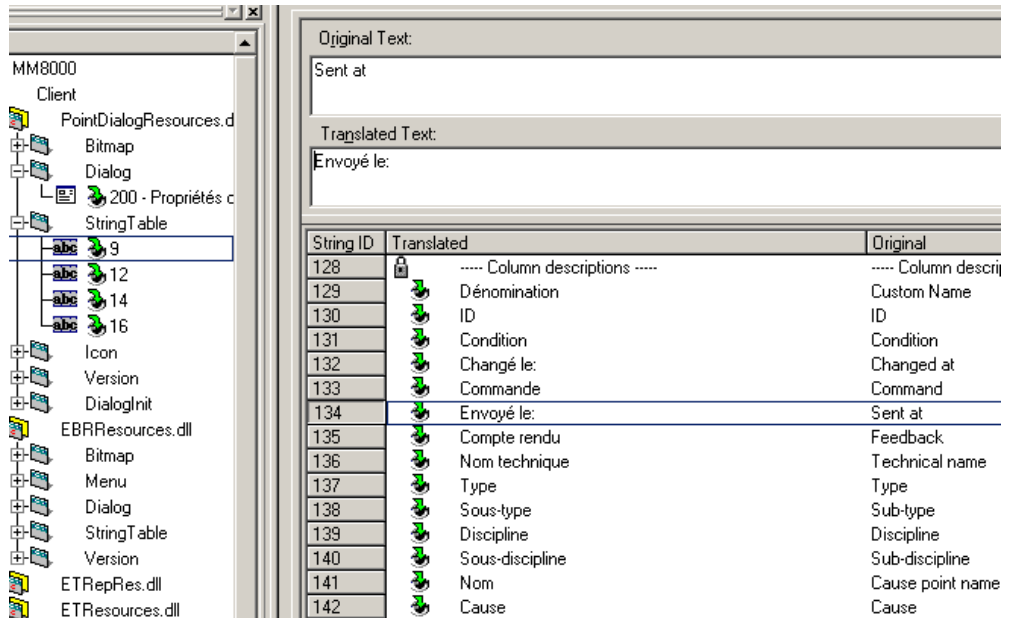 MM8000
Client
PointDialogResources.d
Bitmap
Dialog
200 - Propriétés c
StringTable
abc 9
abc 12
abc 14
abc 16
Icon
Version
DialogInit
EBRResources.dll
Bitmap
Menu
Dialog
StringTable
Version
ETRepRes.dll
ETResources.dll
Original Text:
Sent at
Translated Text:
Envoyé le:
String ID Translated Original
128 ----- Column descriptions ----- ----- Column descrip
129 Dénomination Custom Name
130 ID ID
131 Condition Condition
132 Changé le: Changed at
133 Commande Command
134 Envoyé le: Sent at
135 Compte rendu Feedback
136 Nom technique Technical name
137 Type Type
138 Sous-type Sub-type
139 Discipline Discipline
140 Sous-discipline Sub-discipline
141 Nom Cause point name
142 Cause Cause